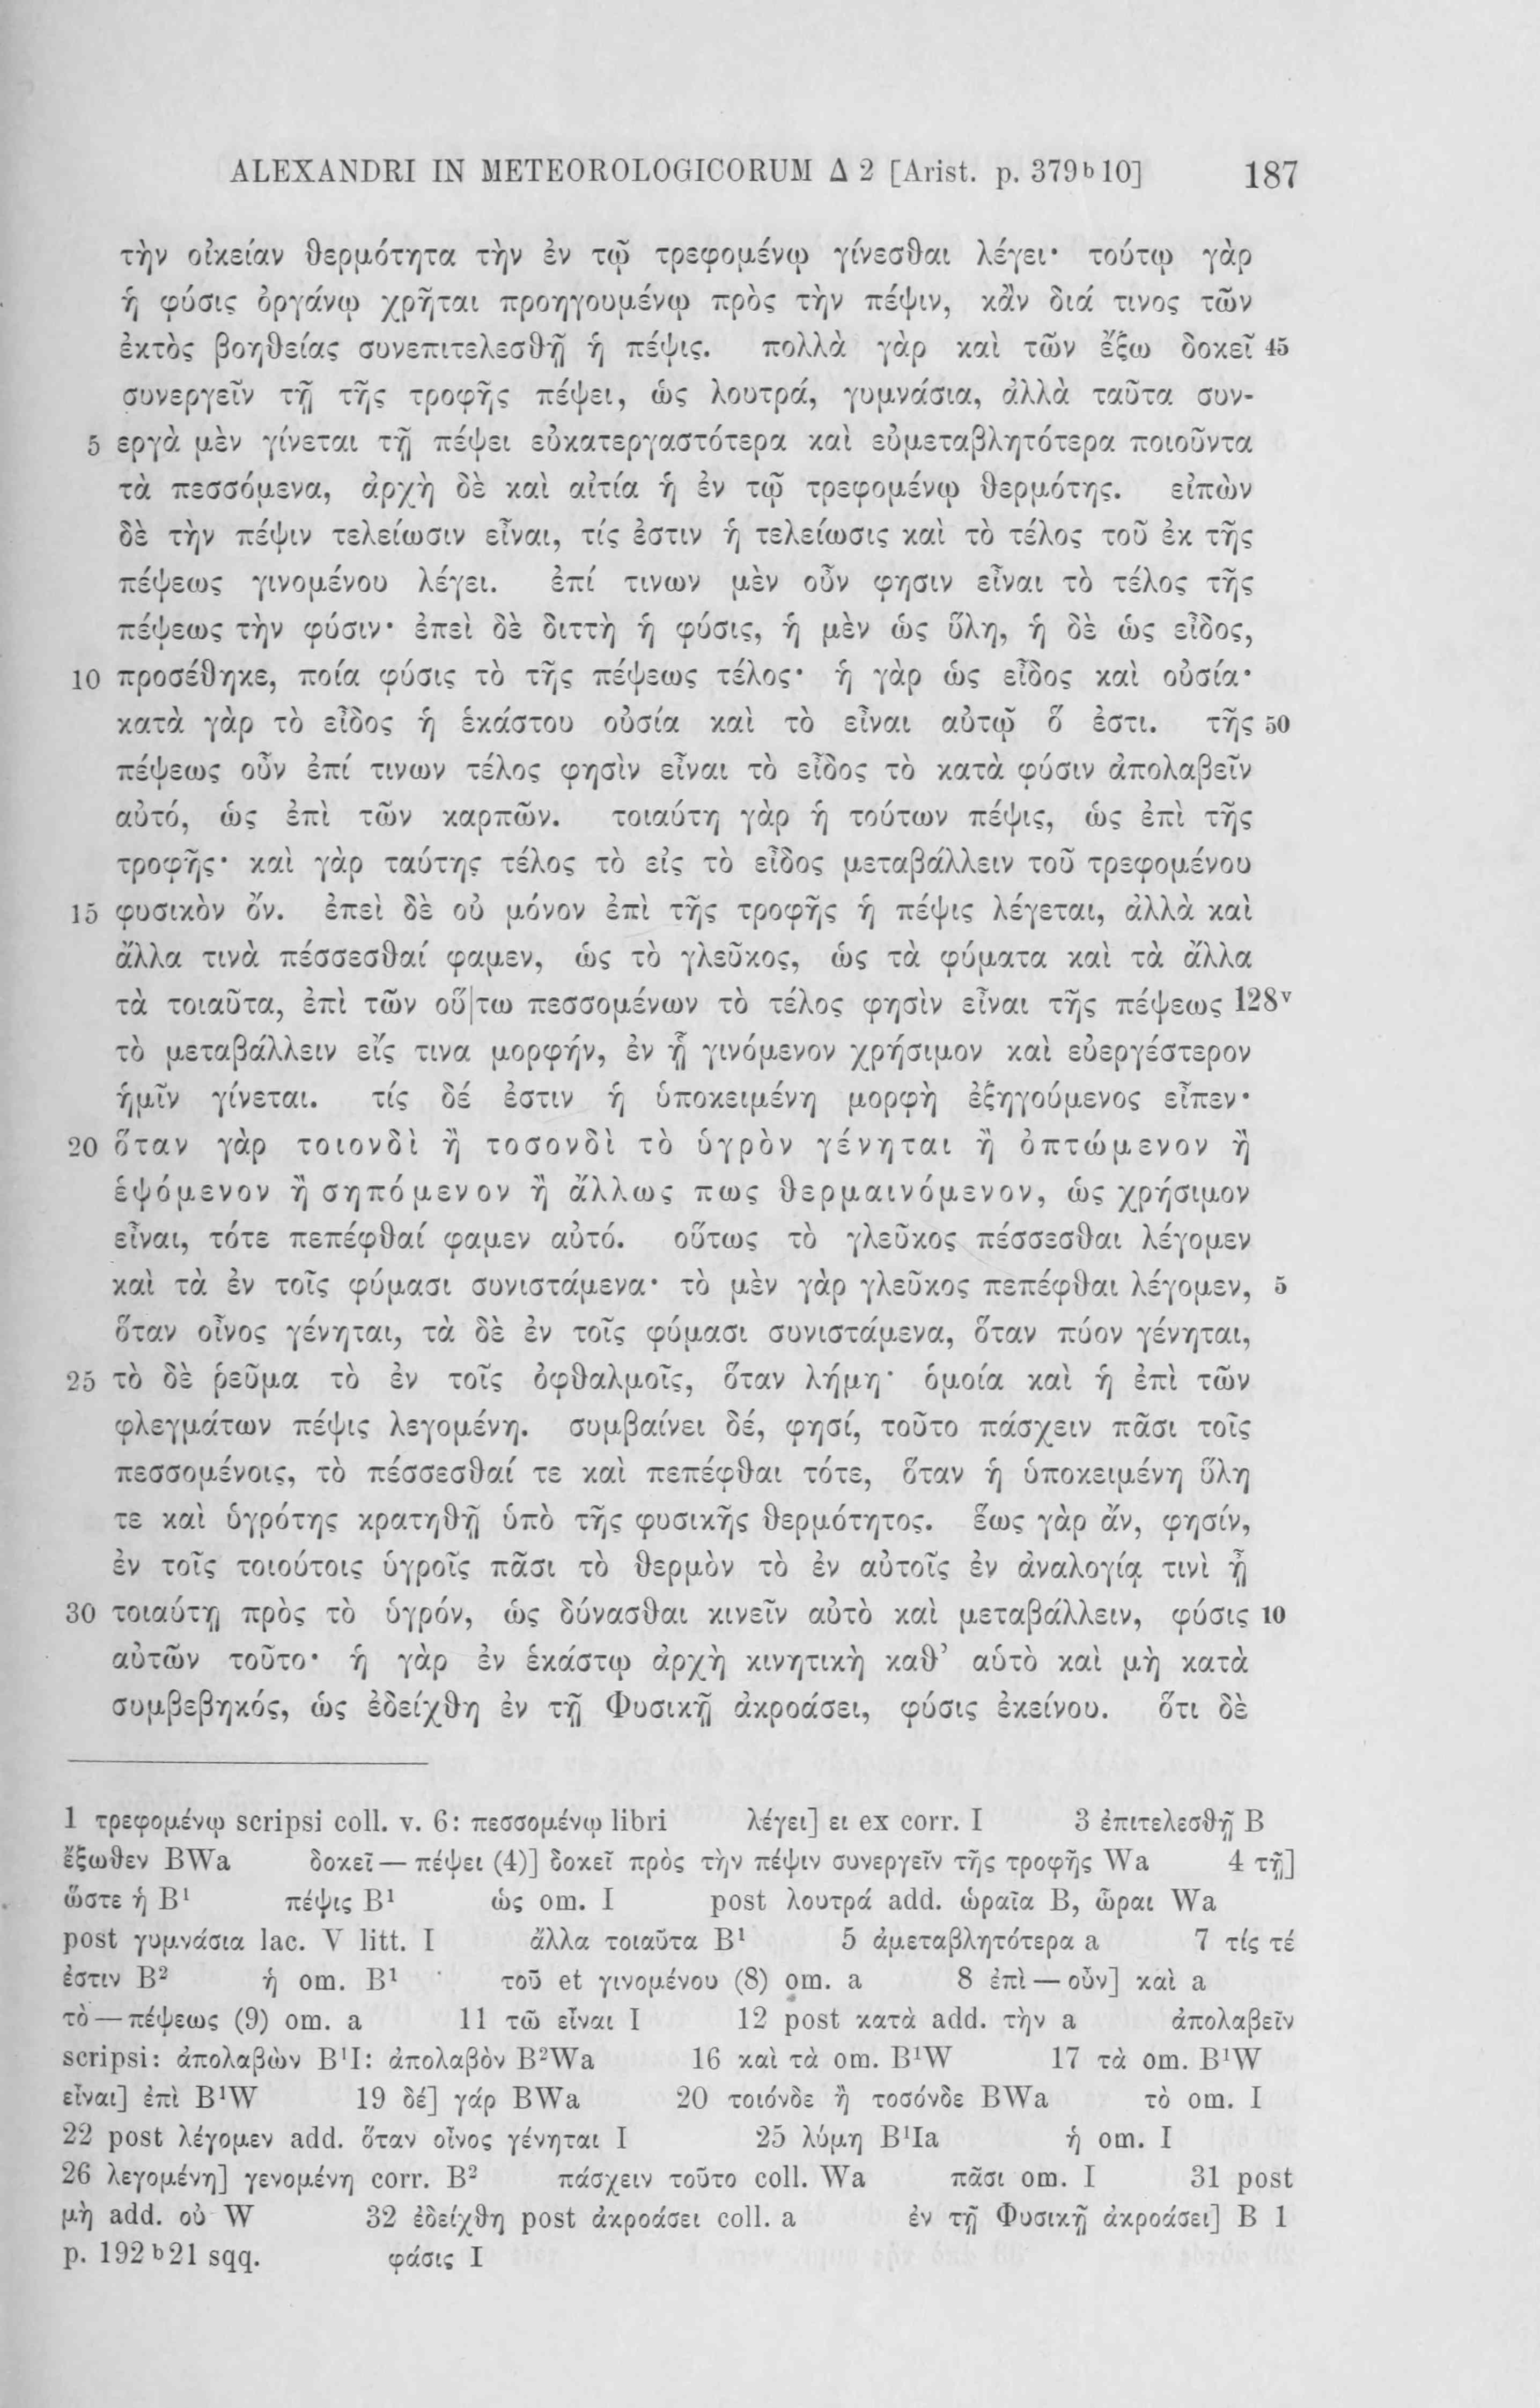 ALEXANDRI IN METEOROLOGICORUM Δ 2 [Arist. p. 379ᵇ10] 187
τὴν οἰκείαν θερμότητα τὴν ἐν τῷ τρεφομένῳ γίνεσθαι λέγει· τούτῳ γὰρ
ἡ φύσις ὀργάνῳ χρῆται προηγουμένῳ πρὸς τὴν πέψιν, κἂν διά τινος τῶν
ἐκτὸς βοηθείας συνεπιτελεσθῇ ἡ πέψις. πολλὰ γὰρ καὶ τῶν ἔξω δοκεῖ 45
συνεργεῖν τῇ τῆς τροφῆς πέψει, ὡς λουτρά, γυμνάσια, ἀλλὰ ταῦτα συν-
5 εργὰ μὲν γίνεται τῇ πέψει εὐκατεργαστότερα καὶ εὐμεταβλητότερα ποιοῦντα
τὰ πεσσόμενα, ἀρχὴ δὲ καὶ αἰτία ἡ ἐν τῷ τρεφομένῳ θερμότης. εἰπὼν
δὲ τὴν πέψιν τελείωσιν εἶναι, τίς ἐστιν ἡ τελείωσις καὶ τὸ τέλος τοῦ ἐκ τῆς
πέψεως γινομένου λέγει. ἐπί τινων μὲν οὖν φησιν εἶναι τὸ τέλος τῆς
πέψεως τὴν φύσιν· ἐπεὶ δὲ διττὴ ἡ φύσις, ἡ μὲν ὡς ὕλη, ἡ δὲ ὡς εἶδος,
10 προσέθηκε, ποία φύσις τὸ τῆς πέψεως τέλος· ἡ γὰρ ὡς εἶδος καὶ οὐσία·
κατὰ γὰρ τὸ εἶδος ἡ ἑκάστου οὐσία καὶ τὸ εἶναι αὐτῷ ὅ ἐστι. τῆς 50
πέψεως οὖν ἐπί τινων τέλος φησὶν εἶναι τὸ εἶδος τὸ κατὰ φύσιν ἀπολαβεῖν
αὐτό, ὡς ἐπὶ τῶν καρπῶν. τοιαύτη γὰρ ἡ τούτων πέψις, ὡς ἐπὶ τῆς
τροφῆς· καὶ γὰρ ταύτης τέλος τὸ εἰς τὸ εἶδος μεταβάλλειν τοῦ τρεφομένου
15 φυσικὸν ὄν. ἐπεὶ δὲ οὐ μόνον ἐπὶ τῆς τροφῆς ἡ πέψις λέγεται, ἀλλὰ καὶ
ἄλλα τινὰ πέσσεσθαί φαμεν, ὡς τὸ γλεῦκος, ὡς τὰ φύματα καὶ τὰ ἄλλα
τὰ τοιαῦτα, ἐπὶ τῶν οὕ|τω πεσσομένων τὸ τέλος φησὶν εἶναι τῆς πέψεως 128ᵛ
τὸ μεταβάλλειν εἴς τινα μορφήν, ἐν ᾗ γινόμενον χρήσιμον καὶ εὐεργέστερον
ἡμῖν γίνεται. τίς δέ ἐστιν ἡ ὑποκειμένη μορφὴ ἐξηγούμενος εἶπεν·
20 ὅταν γὰρ τοιονδὶ ἢ τοσονδὶ τὸ ὑγρὸν γένηται ἢ ὀπτώμενον ἢ
ἑψόμενον ἢ σηπόμενον ἢ ἄλλως πως θερμαινόμενον, ὡς χρήσιμον
εἶναι, τότε πεπέφθαί φαμεν αὐτό. οὕτως τὸ γλεῦκος πέσσεσθαι λέγομεν
καὶ τὰ ἐν τοῖς φύμασι συνιστάμενα· τὸ μὲν γὰρ γλεῦκος πεπέφθαι λέγομεν, 5
ὅταν οἶνος γένηται, τὰ δὲ ἐν τοῖς φύμασι συνιστάμενα, ὅταν πύον γένηται,
25 τὸ δὲ ῥεῦμα τὸ ἐν τοῖς ὀφθαλμοῖς, ὅταν λήμη· ὁμοία καὶ ἡ ἐπὶ τῶν
φλεγμάτων πέψις λεγομένη. συμβαίνει δέ, φησί, τοῦτο πάσχειν πᾶσι τοῖς
πεσσομένοις, τὸ πέσσεσθαί τε καὶ πεπέφθαι τότε, ὅταν ἡ ὑποκειμένη ὕλη
τε καὶ ὑγρότης κρατηθῇ ὑπὸ τῆς φυσικῆς θερμότητος. ἕως γὰρ ἄν, φησίν,
ἐν τοῖς τοιούτοις ὑγροῖς πᾶσι τὸ θερμὸν τὸ ἐν αὐτοῖς ἐν ἀναλογίᾳ τινὶ ᾖ
30 τοιαύτῃ πρὸς τὸ ὑγρόν, ὡς δύνασθαι κινεῖν αὐτὸ καὶ μεταβάλλειν, φύσις 10
αὐτῶν τοῦτο· ἡ γὰρ ἐν ἑκάστῳ ἀρχὴ κινητικὴ καθ’ αὑτὸ καὶ μὴ κατὰ
συμβεβηκός, ὡς ἐδείχθη ἐν τῇ Φυσικῇ ἀκροάσει, φύσις ἐκείνου. ὅτι δὲ
1 τρεφομένῳ scripsi coll. v. 6: πεσσομένῳ libri λέγει] ει ex corr. I 3 ἐπιτελεσθῇ B
ἔξωθεν BWa δοκεῖ — πέψει (4)] δοκεῖ πρὸς τὴν πέψιν συνεργεῖν τῆς τροφῆς Wa 4 τῇ]
ὥστε ἡ B¹ πέψις B¹ ὡς om. I post λουτρά add. ὡραῖα B, ὧραι Wa
post γυμνάσια lac. V litt. I ἄλλα τοιαῦτα B¹ 5 ἀμεταβλητότερα a 7 τίς τέ
ἐστιν B² ἡ om. B¹ τοῦ et γινομένου (8) om. a 8 ἐπὶ — οὖν] καὶ a
τὸ — πέψεως (9) om. a 11 τῶ εἶναι I 12 post κατὰ add. τὴν a ἀπολαβεῖν
scripsi: ἀπολαβὼν B¹I: ἀπολαβὸν B²Wa 16 καὶ τὰ om. B¹W 17 τὰ om. B¹W
εἶναι] ἐπὶ B¹W 19 δέ] γάρ BWa 20 τοιόνδε ἢ τοσόνδε BWa τὸ om. I
22 post λέγομεν add. ὅταν οἶνος γένηται I 25 λύμη B¹Ia ἡ om. I
26 λεγομένη] γενομένη corr. B² πάσχειν τοῦτο coll. Wa πᾶσι om. I 31 post
μὴ add. οὐ W 32 ἐδείχθη post ἀκροάσει coll. a ἐν τῇ Φυσικῇ ἀκροάσει] B 1
p. 192ᵇ21 sqq. φάσις I